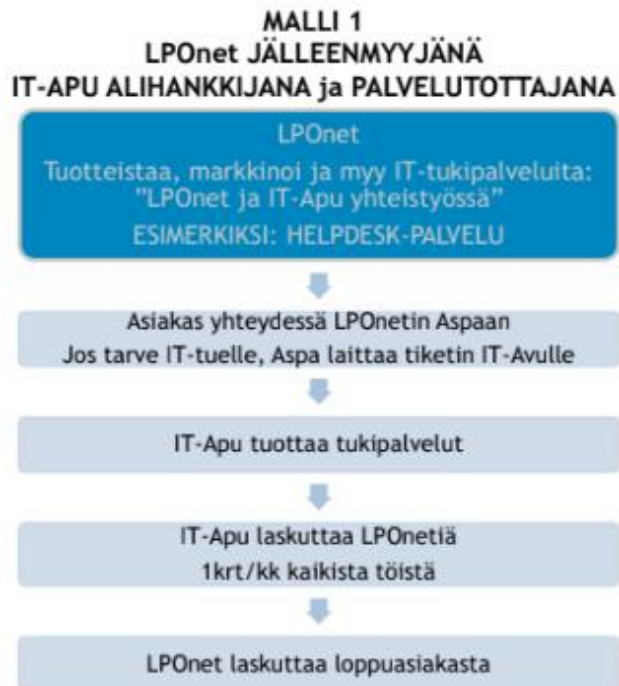 MALLI 1
LPOnet JÄLLEENMYYJÄNÄ
IT-APU ALIHANKKIJANA ja PALVELUTOTTAJANA
LPOnet
Tuotteistaa, markkinoi ja myy IT-tukipalveluita:
”LPOnet ja IT-Apu yhteistyössä”
ESIMERKIKSI: HELPDESK-PALVELU
Asiakas yhteydessä LPOnetin Aspaan
Jos tarve IT-tuelle, Aspa laittaa tiketin IT-Avulle
IT-Apu tuottaa tukipalvelut
IT-Apu laskuttaa LPOnetiä
1krt/kk kaikista töistä
LPOnet laskuttaa loppuasiakasta